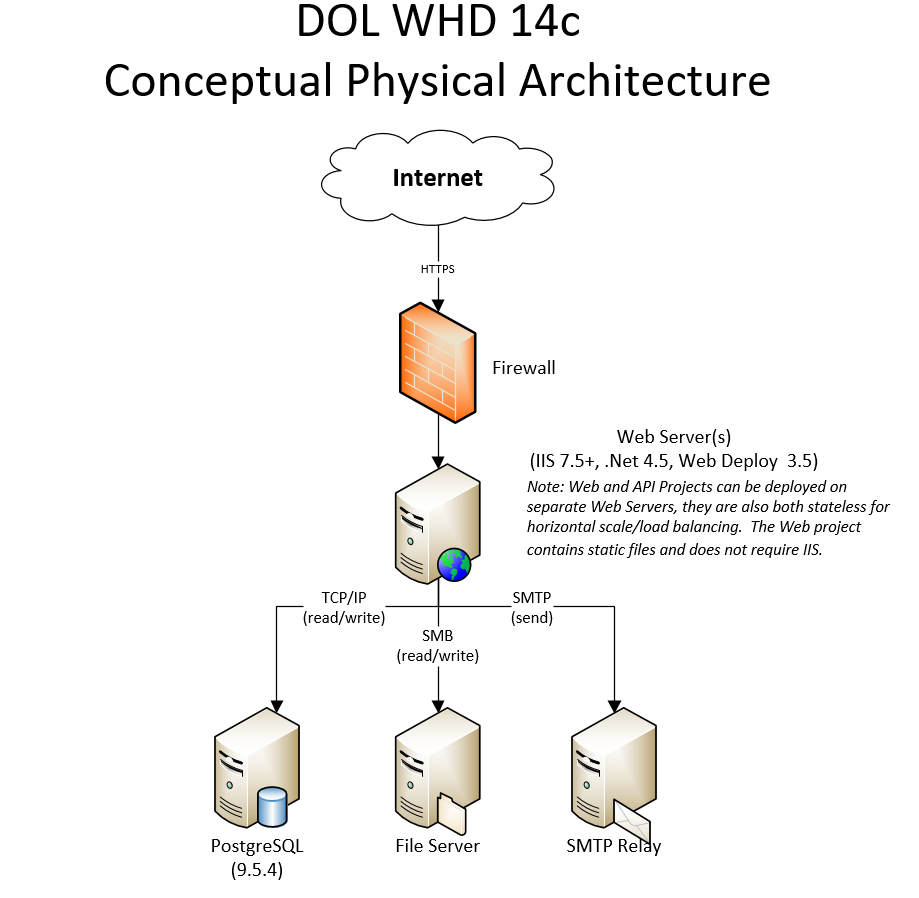 DOL WHD 14c
Conceptual Physical Architecture
Internet
HTTPS
Firewall
Web Server(s)
(IIS 7.5+, .Net 4.5, Web Deploy  3.5)
Note: Web and API Projects can be deployed on
separate Web Servers, they are also both stateless for
horizontal scale/load balancing.  The Web project
contains static files and does not require IIS.
TCP/IP
(read/write)
SMB
(read/write)
SMTP
(send)
PostgreSQL
(9.5.4)
File Server
SMTP Relay